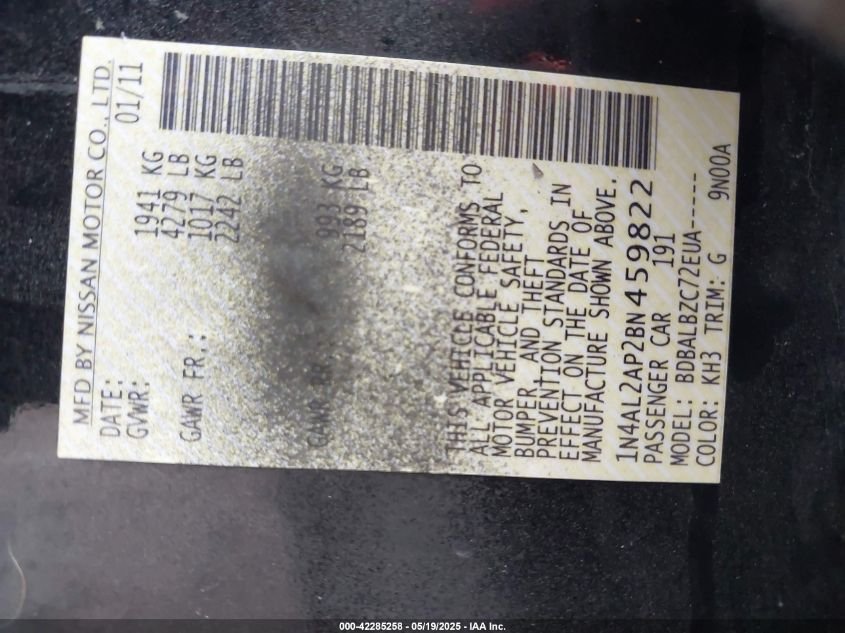 MFD BY NISSAN MOTOR CO., LTD.
DATE: 01/11
GVWR: 1941 KG
4279 LB
GAWR FR.: 1017 KG
2242 LB
GAWR RR 993 KG
2189 LB
THIS VEHICLE CONFORMS TO
ALL APPLICABLE FEDERAL
MOTOR VEHICLE SAFETY,
BUMPER, AND THEFT
PREVENTION STANDARDS IN
EFFECT ON THE DATE OF
MANUFACTURE SHOWN ABOVE.
1N4AL2AP2BN459822
PASSENGER CAR 191
MODEL: BDBALBZC72EUA-----
COLOR: KH3 TRIM: G 9N00A
000-42285258 - 05/19/2025 - IAA Inc.